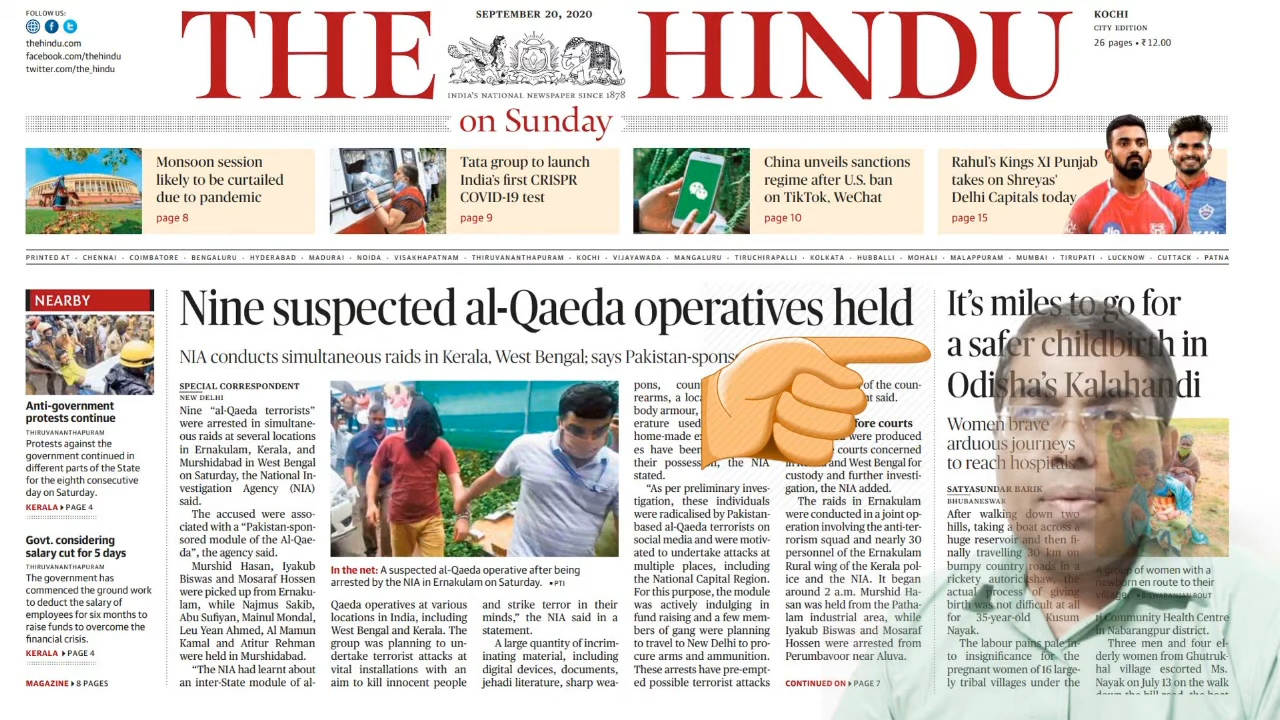 FOLLOW US:
thehindu.com
facebook.com/thehindu
twitter.com/the_hindu
SEPTEMBER 20, 2020
THE HINDU
INDIA'S NATIONAL NEWSPAPER SINCE 1878
on Sunday
KOCHI
CITY EDITION
26 pages • ₹12.00
Monsoon session
likely to be curtailed
due to pandemic
page 8
Tata group to launch
India's first CRISPR
COVID-19 test
page 9
China unveils sanctions
regime after U.S. ban
on TikTok, WeChat
page 10
Rahul's Kings XI Punjab
takes on Shreyas'
Delhi Capitals today
page 15
PRINTED AT • CHENNAI • COIMBATORE • BENGALURU • HYDERABAD • MADURAI • NOIDA • VISAKHAPATNAM • THIRUVANANTHAPURAM • KOCHI • VIJAYAWADA • MANGALURU • TIRUCHIRAPALLI • KOLKATA • HUBBALLI • MOHALI • MALAPPURAM • MUMBAI • TIRUPATI • LUCKNOW • CUTTACK • PATNA
NEARBY
Anti-government
protests continue
THIRUVANANTHAPURAM
Protests against the
government continued in
different parts of the State
for the eighth consecutive
day on Saturday.
KERALA ▸ PAGE 4
Govt. considering
salary cut for 5 days
THIRUVANANTHAPURAM
The government has
commenced the ground work
to deduct the salary of
employees for six months to
raise funds to overcome the
financial crisis.
KERALA ▸ PAGE 4
MAGAZINE ▸ 8 PAGES
Nine suspected al-Qaeda operatives held
NIA conducts simultaneous raids in Kerala, West Bengal; says
SPECIAL CORRESPONDENT
NEW DELHI
Nine “al-Qaeda terrorists”
were arrested in simultane-
ous raids at several locations
in Ernakulam, Kerala, and
Murshidabad in West Bengal
on Saturday, the National In-
vestigation Agency (NIA)
said.
The accused were asso-
ciated with a “Pakistan-spon-
sored module of the Al-Qae-
da”, the agency said.
Murshid Hasan, Iyakub
Biswas and Mosaraf Hossen
were picked up from Ernaku-
lam, while Najmus Sakib,
Abu Sufiyan, Mainul Mondal,
Leu Yean Ahmed, Al Mamun
Kamal and Atitur Rehman
were held in Murshidabad.
“The NIA had learnt about
an inter-State module of al-
In the net: A suspected al-Qaeda operative after being
arrested by the NIA in Ernakulam on Saturday. ▪ PTI
Qaeda operatives at various
locations in India, including
West Bengal and Kerala. The
group was planning to un-
dertake terrorist attacks at
vital installations with an
aim to kill innocent people
and strike terror in their
minds,” the NIA said in a
statement.
A large quantity of incrim-
inating material, including
digital devices, documents,
jehadi literature, sharp wea-
pons,
rearms, a
body armour,
erature used
home-made
es have been
their the NIA
stated.
“As per preliminary inves-
tigation, these individuals
were radicalised by Pakistan-
based al-Qaeda terrorists on
social media and were motiv-
ated to undertake attacks at
multiple places, including
the National Capital Region.
For this purpose, the module
was actively indulging in
fund raising and a few mem-
bers of gang were planning
to travel to New Delhi to pro-
cure arms and ammunition.
These arrests have pre-empt-
ed possible terrorist attacks
of the coun-
said.
courts
were produced
courts concerned
and West Bengal for
custody and further investi-
gation, the NIA added.
The raids in Ernakulam
were conducted in a joint op-
eration involving the anti-ter-
rorism squad and nearly 30
personnel of the Ernakulam
Rural wing of the Kerala pol-
ice and the NIA. It began
around 2 a.m. Murshid Ha-
san was held from the Patha-
lam industrial area, while
Iyakub Biswas and Mosaraf
Hossen were arrested from
Perumbavoor near Aluva.
CONTINUED ON ▸ PAGE 7
It's miles to go for
a safer childbirth in
Odisha's Kalahandi
Women brave
arduous journeys
to reach hospitals
SATYASUNDAR BARIK
BHUBANESWAR
After walking down two
hills, taking a boat across a
huge reservoir and then fi-
nally travelling 30 km on
bumpy country roads in a
rickety autorickshaw, the
actual process of giving
birth was not difficult at all
for 35-year-old Kusum
Nayak.
The labour pains pale in-
to insignificance for the
pregnant women of 16 large-
ly tribal villages under the
A group of women with a
newborn en route to their
village. ▪ BISWARANJAN ROUT
Community Health Centre
in Nabarangpur district.
Three men and four el-
derly women from Ghutruk-
hal village escorted Ms.
Nayak on July 13 on the walk
down the hill road, the boat